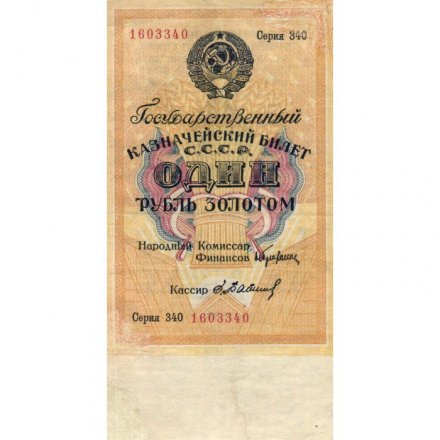 1603340 Серия 340
Государственный
КАЗНАЧЕЙСКИЙ БИЛЕТ
С.С.С.Р.
ОДИН
РУБЛЬ ЗОЛОТОМ
Народный Комиссар
Финансов
Кассир
Серия 340 1603340